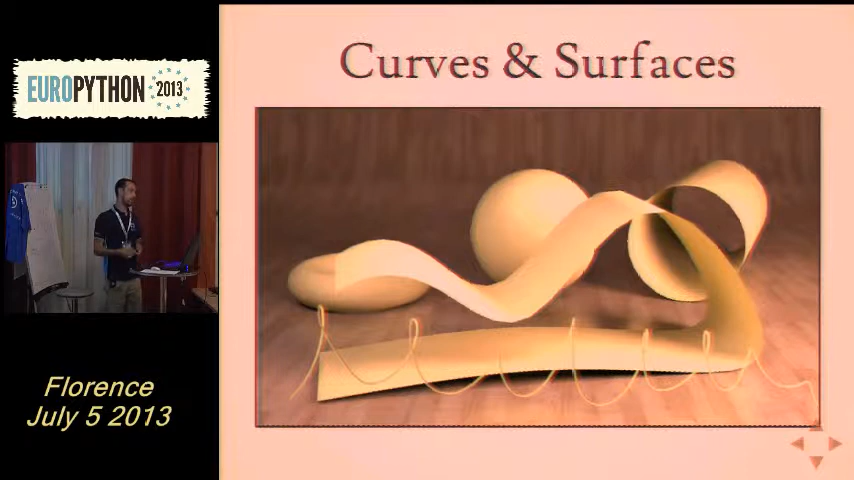 EUROPYTHON 2013
Florence
July 5 2013
Curves & Surfaces